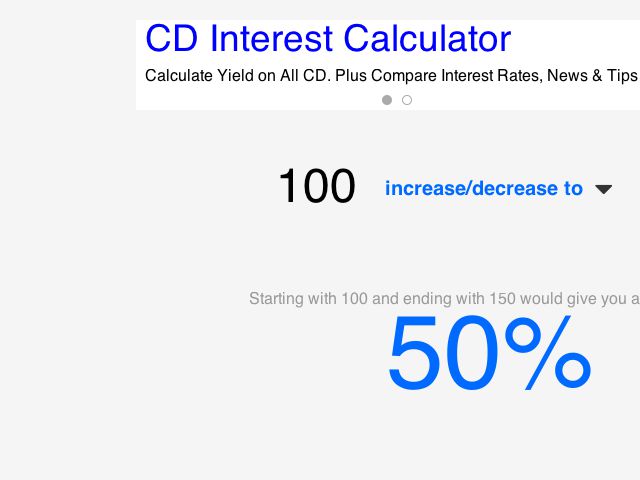 CD Interest Calculator
Calculate Yield on All CD. Plus Compare Interest Rates, News & Tips
100 increase/decrease to
Starting with 100 and ending with 150 would give you a
50%